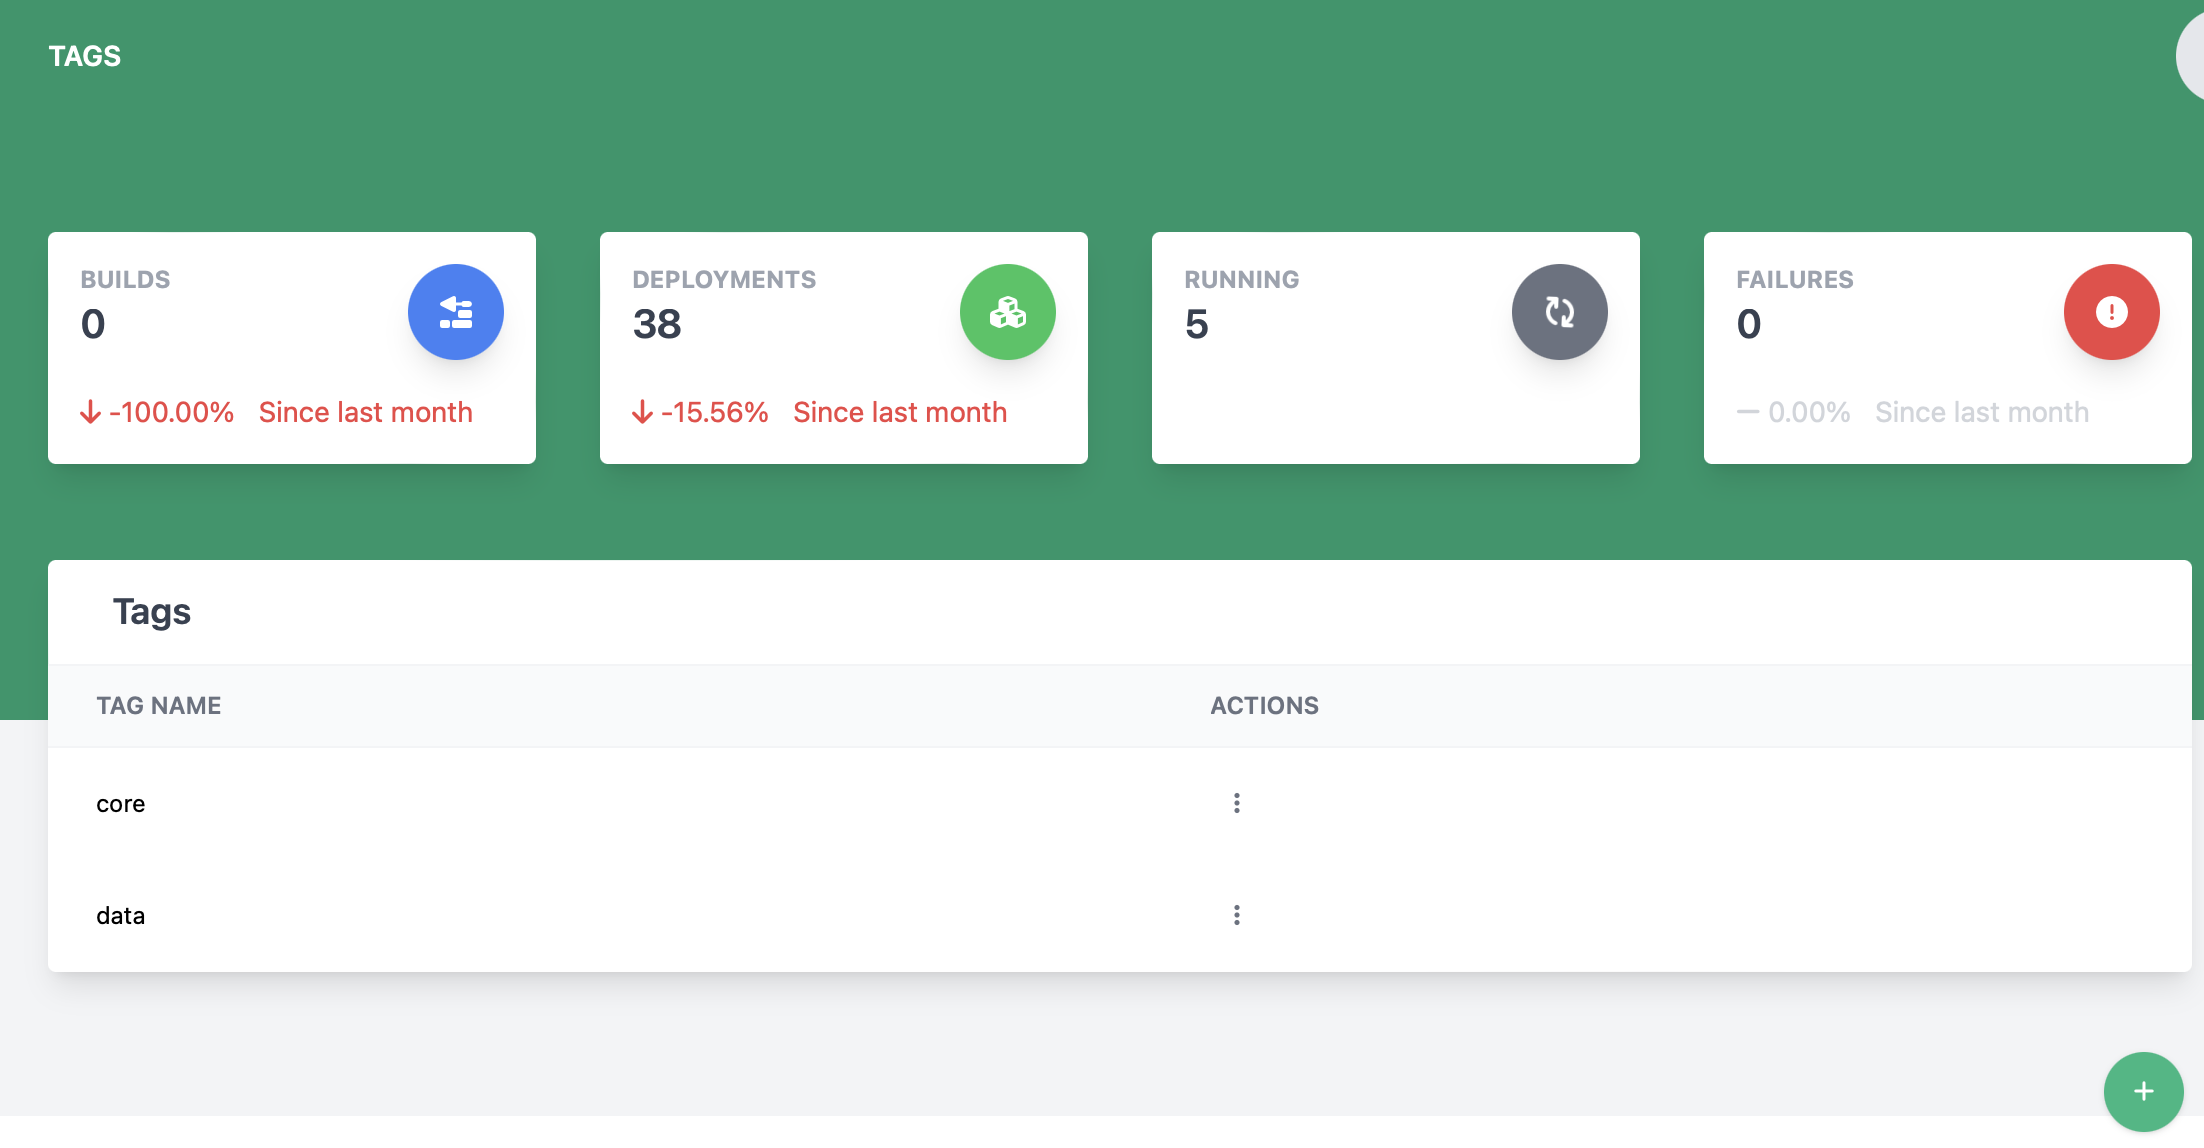 TAGS
BUILDS
0
-100.00% Since last month
DEPLOYMENTS
38
-15.56% Since last month
RUNNING
5
FAILURES
0
0.00% Since last month
Tags
TAG NAME ACTIONS
core
data